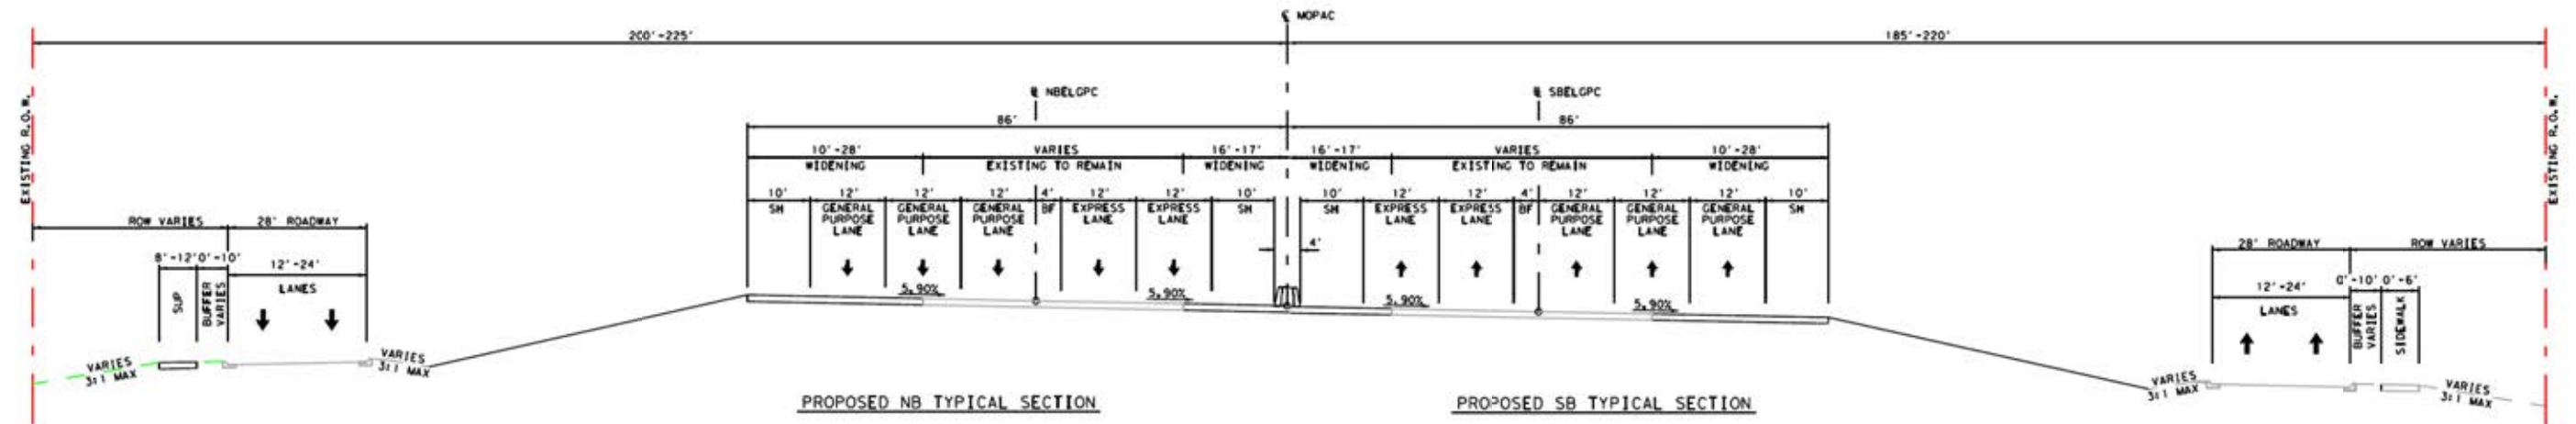 ℄ MOPAC
200'-225'
185'-220'
EXISTING R.O.W.
EXISTING R.O.W.
NBELGPC
SBELGPC
86'
86'
10'-28'
VARIES
16'-17'
16'-17'
VARIES
10'-28'
WIDENING
EXISTING TO REMAIN
WIDENING
WIDENING
EXISTING TO REMAIN
WIDENING
10'
12'
12'
12'
4'
12'
12'
10'
10'
12'
12'
4'
12'
12'
12'
10'
SH
GENERAL
PURPOSE
LANE
GENERAL
PURPOSE
LANE
GENERAL
PURPOSE
LANE
BF
EXPRESS
LANE
EXPRESS
LANE
SH
4'
SH
EXPRESS
LANE
EXPRESS
LANE
BF
GENERAL
PURPOSE
LANE
GENERAL
PURPOSE
LANE
GENERAL
PURPOSE
LANE
SH
ROW VARIES
28' ROADWAY
8'-12'
0'-10'
12'-24'
SUP
BUFFER
VARIES
LANES
28' ROADWAY
ROW VARIES
12'-24'
0'-10'
0'-6'
LANES
BUFFER
VARIES
SIDEWALK
5.90%
5.90%
5.90%
5.90%
VARIES
3:1 MAX
VARIES
3:1 MAX
VARIES
3:1 MAX
VARIES
3:1 MAX
PROPOSED NB TYPICAL SECTION
PROPOSED SB TYPICAL SECTION